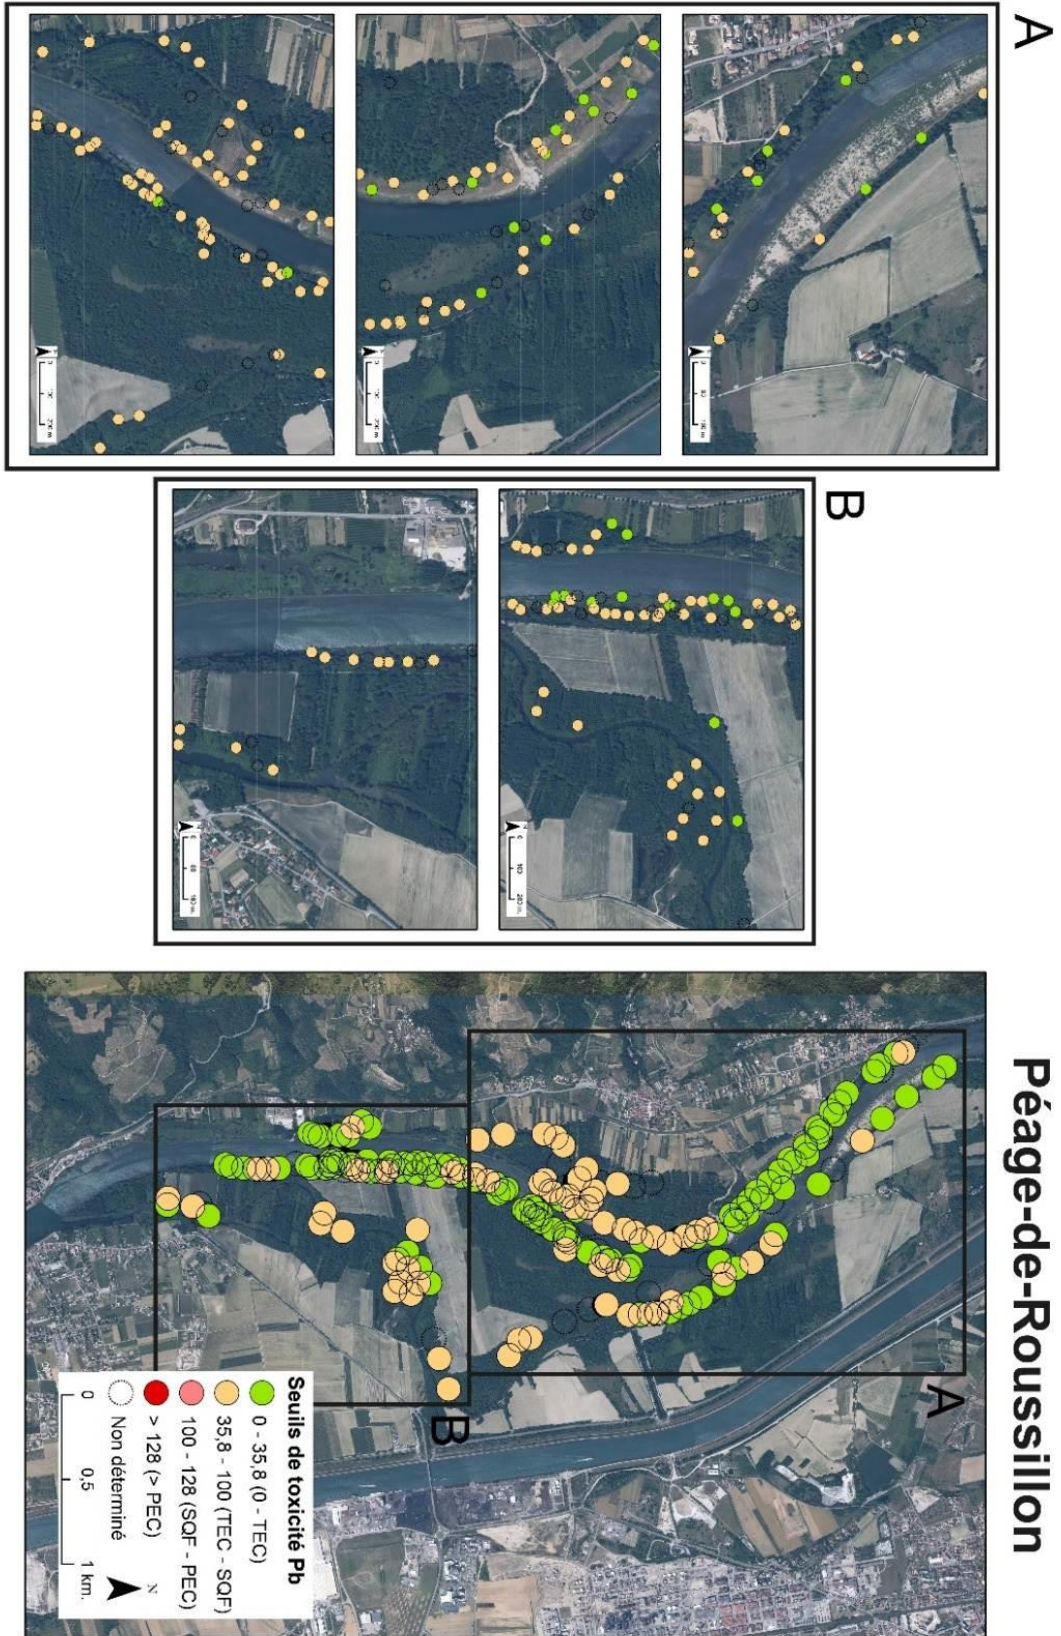 Péage-de-Roussillon
A
B
A
B
Seuils de toxicité Pb
0 - 35,8 (0 - TEC)
35,8 - 100 (TEC - SQF)
100 - 128 (SQF - PEC)
> 128 (> PEC)
Non déterminé
N
0 0,5 1 km.